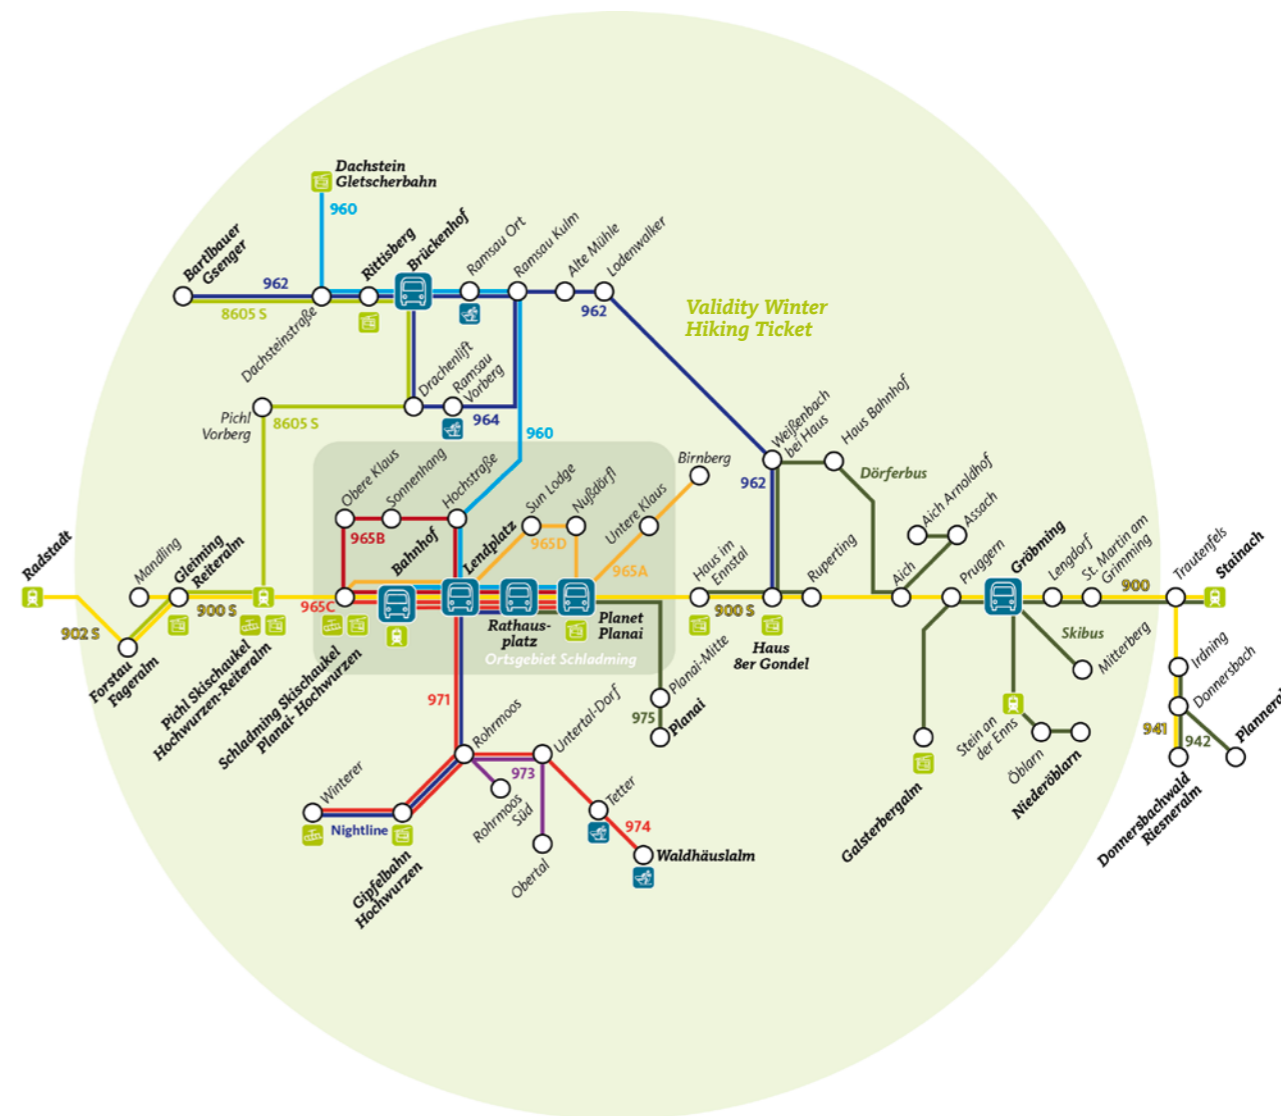 Dachstein
Gletscherbahn
960
Bartlbauer
Gsenger
962
8605 S
Dachsteinstraße
Rittisberg
Brückenhof
Ramsau Ort
Ramsau Kulm
Alte Mühle
Lodenwalker
962
Validity Winter
Hiking Ticket
Drachenlift
Ramsau
Vorberg
964
Pichl
Vorberg
8605 S
960
Obere Klaus
Sonnenhang
Hochstraße
965B
Sun Lodge
Nußdörfl
965D
Untere Klaus
Birnberg
965A
Weißenbach
bei Haus
Haus Bahnhof
962
Dörferbus
Aich Arnoldhof
Assach
Radstadt
902 S
Mandling
Gleiming
Reiteralm
900 S
Forstau
Fageralm
Pichl Skischaukel
Hochwurzen-Reiteralm
965C
Schladming Skischaukel
Planai- Hochwurzen
Bahnhof
Lendplatz
Rathaus-
platz
Planet
Planai
Ortsgebiet Schladming
Haus im
Ennstal
900 S
Haus
8er Gondel
Ruperting
Aich
Pruggern
Gröbming
Lengdorf
St. Martin am
Grimming
900
Trautenfels
Stainach
Skibus
Mitterberg
Irdning
Donnersbach
941
942
Planneral
Donnersbachwald
Riesneralm
Stein an
der Enns
Öblarn
Niederöblarn
Galsterbergalm
Planai-Mitte
975
Planai
971
Rohrmoos
Untertal-Dorf
973
Rohrmoos
Süd
Obertal
Tetter
974
Waldhäuslalm
Winterer
Nightline
Gipfelbahn
Hochwurzen